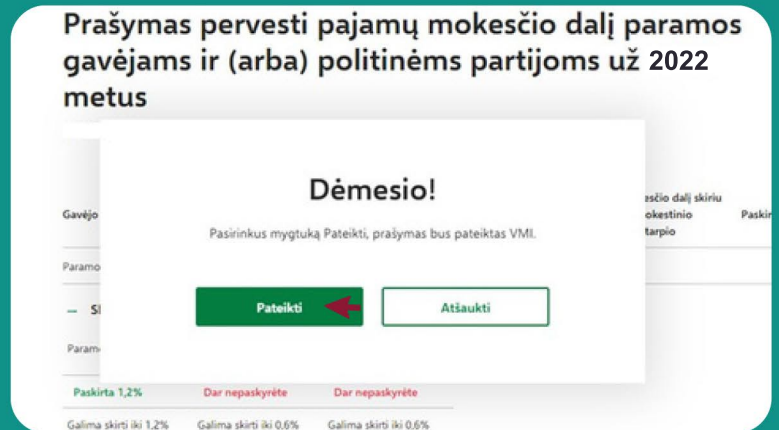 Prašymas pervesti pajamų mokesčio dalį paramos
gavėjams ir (arba) politinėms partijoms už 2022
metus
Dėmesio!
Pasirinkus mygtuką Pateikti, prašymas bus pateiktas VMI.
Pateikti Atšaukti
Gavėjo
dalį skiriu
Paskirta 1,2% Dar nepaskyrėte Dar nepaskyrėte
Galima skirti iki 1,2% Galima skirti iki 0,6% Galima skirti iki 0,6%